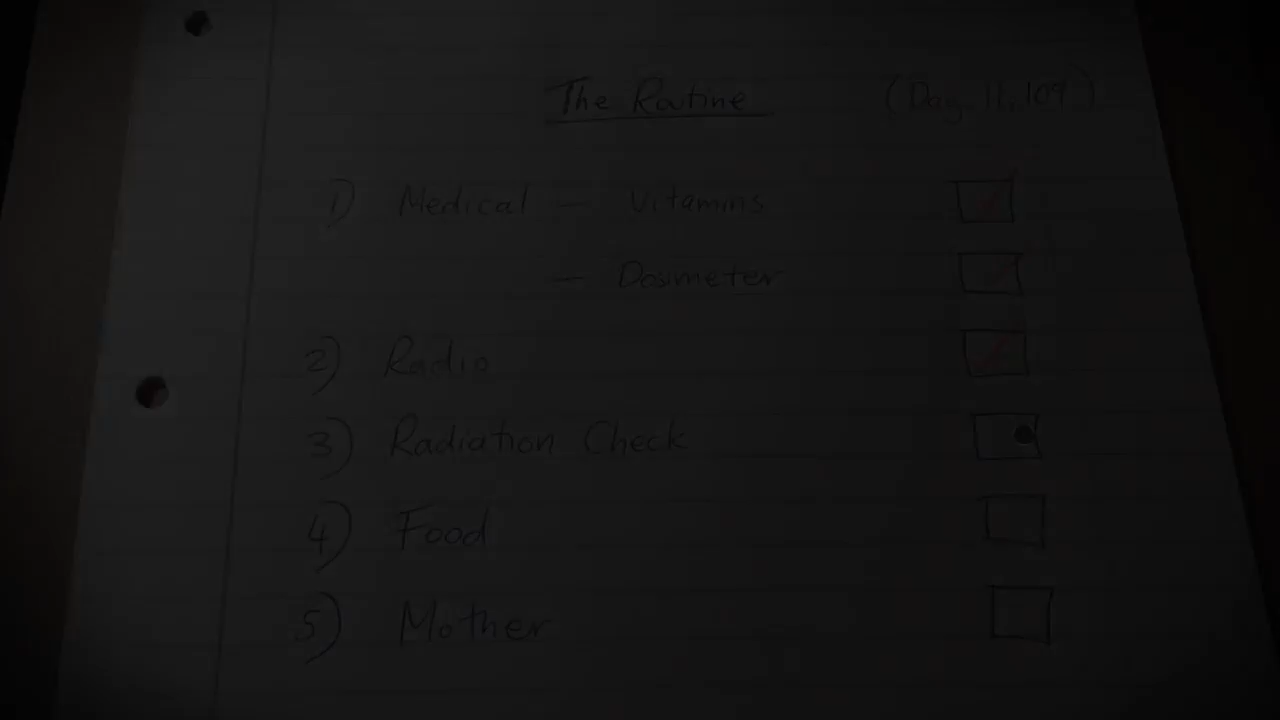 The Routine (Day 11,109)
1) Medical - Vitamins
- Dosimeter
2) Radio
3) Radiation Check
4) Food
5) Mother